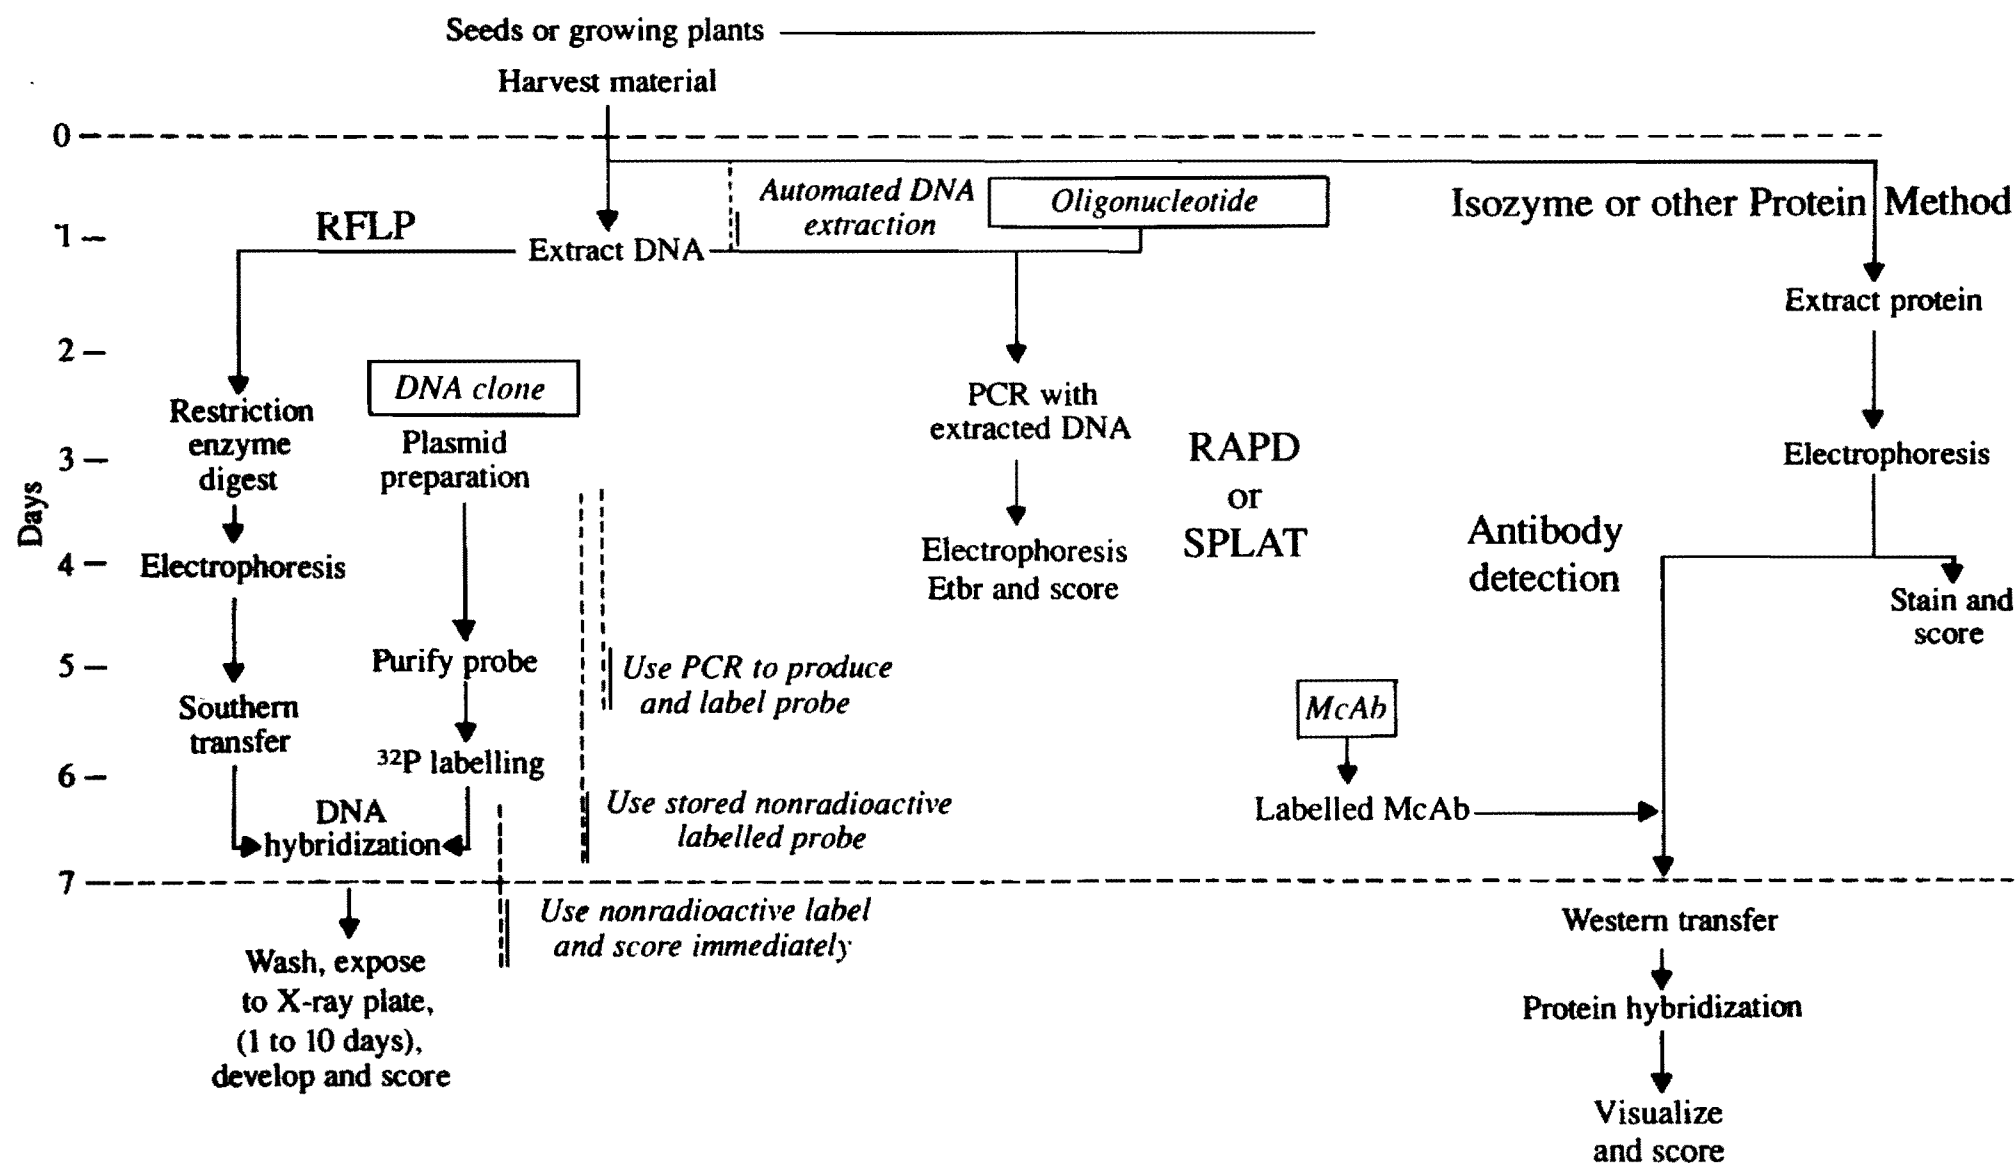 Seeds or growing plants
Harvest material
0
Automated DNA
extraction
Oligonucleotide
Isozyme or other Protein Method
RFLP
1
Extract DNA
Extract protein
2
DNA clone
Restriction
enzyme
digest
Plasmid
preparation
PCR with
extracted DNA
RAPD
or
SPLAT
Electrophoresis
3
Days
Antibody
detection
4
Electrophoresis
Electrophoresis
Etbr and score
Stain and
score
5
Purify probe
Use PCR to produce
and label probe
Southern
transfer
McAb
32P labelling
6
DNA
hybridization
Use stored nonradioactive
labelled probe
Labelled McAb
7
Use nonradioactive label
and score immediately
Western transfer
Wash, expose
to X-ray plate,
(1 to 10 days),
develop and score
Protein hybridization
Visualize
and score